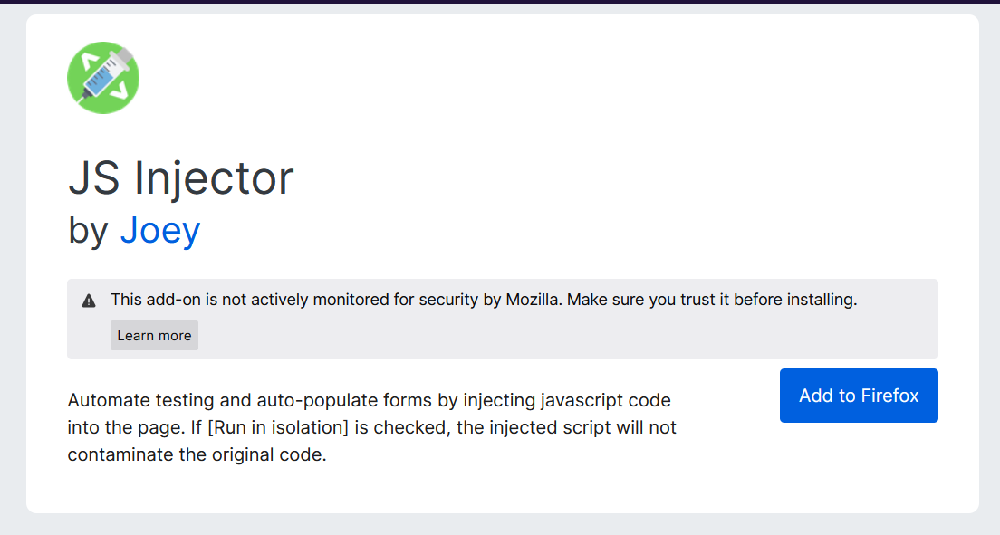 JS Injector
by Joey
This add-on is not actively monitored for security by Mozilla. Make sure you trust it before installing.
Learn more
Automate testing and auto-populate forms by injecting javascript code
into the page. If [Run in isolation] is checked, the injected script will not
contaminate the original code.
Add to Firefox